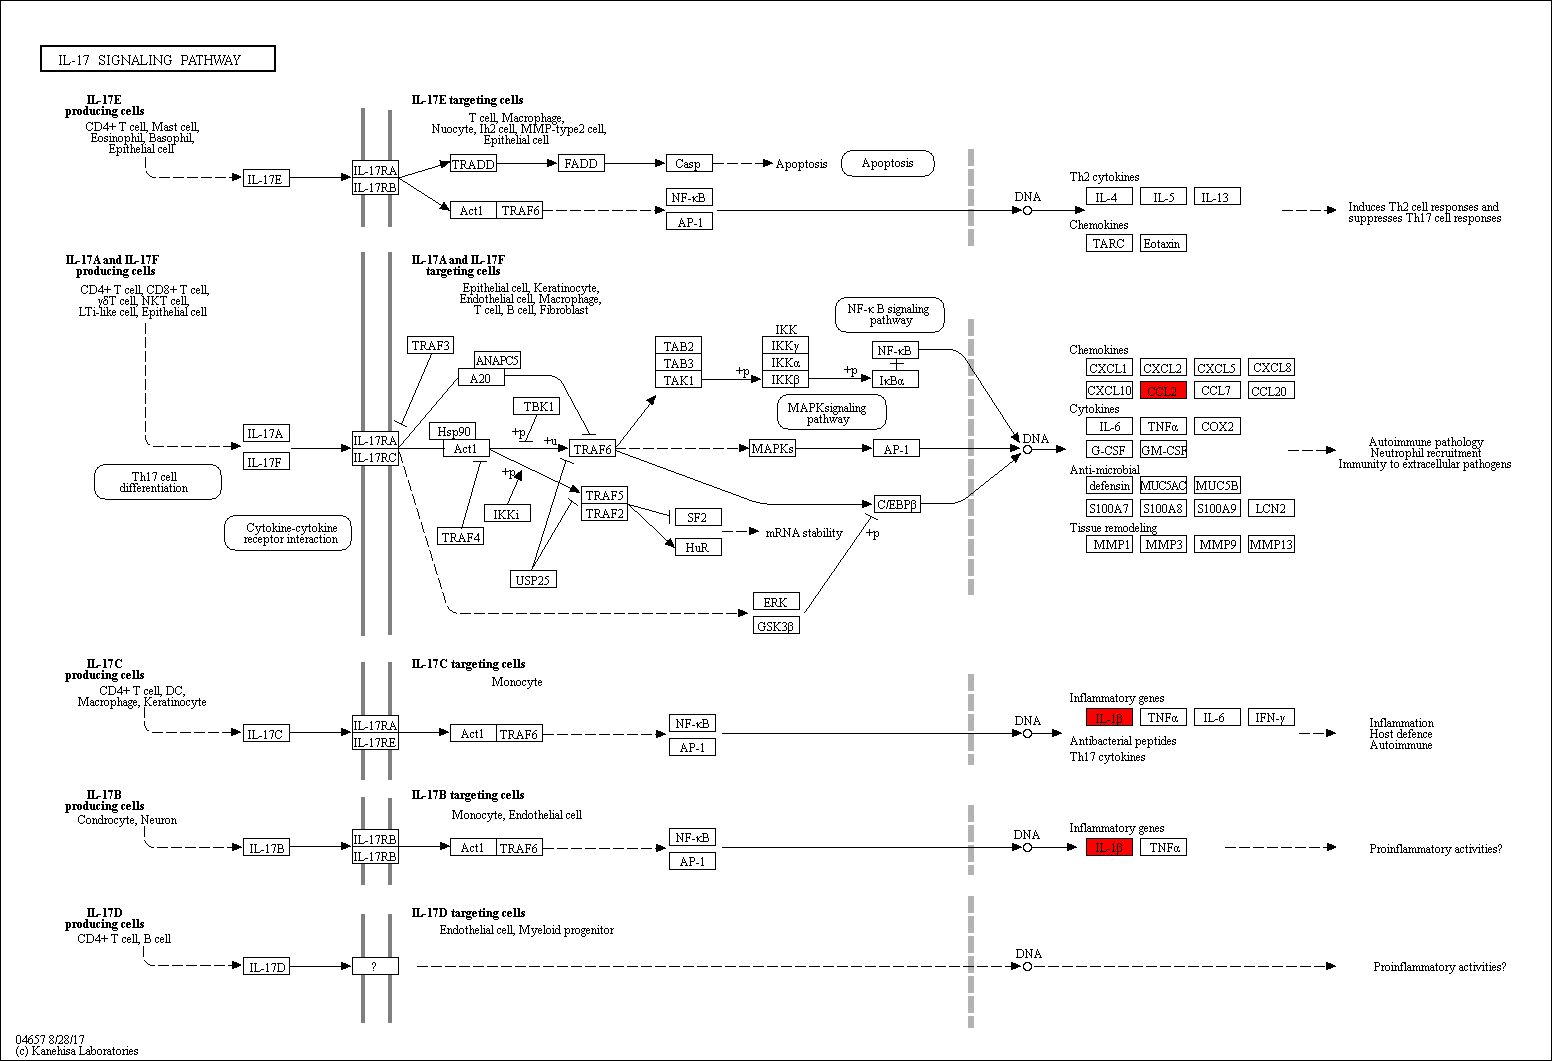 IL-17 SIGNALING PATHWAY
IL-17E
producing cells
CD4+ T cell, Mast cell,
Eosinophil, Basophil,
Epithelial cell
IL-17E
IL-17RA
IL-17RB
IL-17E targeting cells
T cell, Macrophage,
Nuocyte, Ih2 cell, MMP-type2 cell,
Epithelial cell
TRADD
FADD
Casp
Apoptosis
Apoptosis
Act1
TRAF6
NF-κB
AP-1
DNA
Th2 cytokines
IL-4
IL-5
IL-13
Chemokines
TARC
Eotaxin
Induces Th2 cell responses and
suppresses Th17 cell responses
IL-17A and IL-17F
producing cells
CD4+ T cell, CD8+ T cell,
γδT cell, NKT cell,
LTi-like cell, Epithelial cell
IL-17A
IL-17F
Th17 cell
differentiation
Cytokine-cytokine
receptor interaction
IL-17RA
IL-17RC
IL-17A and IL-17F
targeting cells
Epithelial cell, Keratinocyte,
Endothelial cell, Macrophage,
T cell, B cell, Fibroblast
TRAF3
ANAPC5
A20
TBK1
Hsp90
Act1
+p
+u
TRAF6
+p
IKKi
TRAF4
USP25
TRAF5
TRAF2
SF2
HuR
mRNA stability
TAB2
TAB3
TAK1
+p
IKK
IKKγ
IKKα
IKKβ
+p
NF-κB
IκBα
NF-κ B signaling
pathway
MAPKsignaling
pathway
MAPKs
AP-1
C/EBPβ
+p
ERK
GSK3β
DNA
Chemokines
CXCL1
CXCL2
CXCL5
CXCL8
CXCL10
CCL2
CCL7
CCL20
Cytokines
IL-6
TNFα
COX2
G-CSF
GM-CSF
Anti-microbial
defensin
MUC5AC
MUC5B
S100A7
S100A8
S100A9
LCN2
Tissue remodeling
MMP1
MMP3
MMP9
MMP13
Autoimmune pathology
Neutrophil recruitment
Immunity to extracellular pathogens
IL-17C
producing cells
CD4+ T cell, DC,
Macrophage, Keratinocyte
IL-17C
IL-17RA
IL-17RE
IL-17C targeting cells
Monocyte
Act1
TRAF6
NF-κB
AP-1
DNA
Inflammatory genes
IL-1β
TNFα
IL-6
IFN-γ
Antibacterial peptides
Th17 cytokines
Inflammation
Host defence
Autoimmune
IL-17B
producing cells
Condrocyte, Neuron
IL-17B
IL-17RB
IL-17RB
IL-17B targeting cells
Monocyte, Endothelial cell
Act1
TRAF6
NF-κB
AP-1
DNA
Inflammatory genes
IL-1β
TNFα
Proinflammatory activities?
IL-17D
producing cells
CD4+ T cell, B cell
IL-17D
?
IL-17D targeting cells
Endothelial cell, Myeloid progenitor
DNA
Proinflammatory activities?
04657 8/28/17
(c) Kanehisa Laboratories